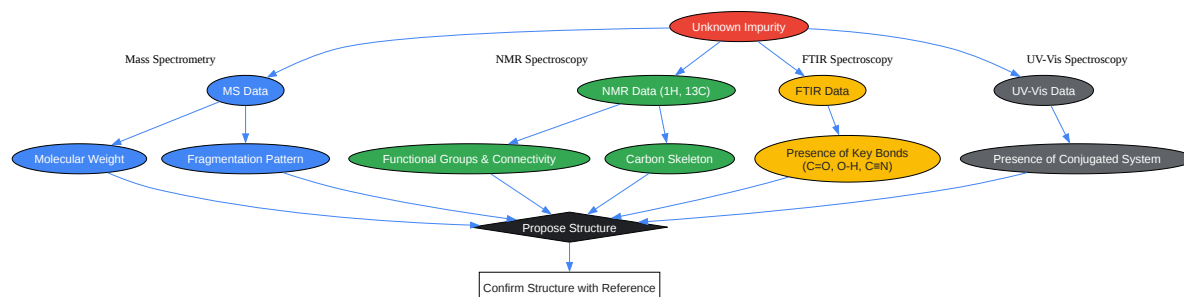 Unknown Impurity
Mass Spectrometry
NMR Spectroscopy
FTIR Spectroscopy
UV-Vis Spectroscopy
MS Data
NMR Data (1H, 13C)
FTIR Data
UV-Vis Data
Molecular Weight
Fragmentation Pattern
Functional Groups & Connectivity
Carbon Skeleton
Presence of Key Bonds
(C=O, O-H, C≡N)
Presence of Conjugated System
Propose Structure
Confirm Structure with Reference